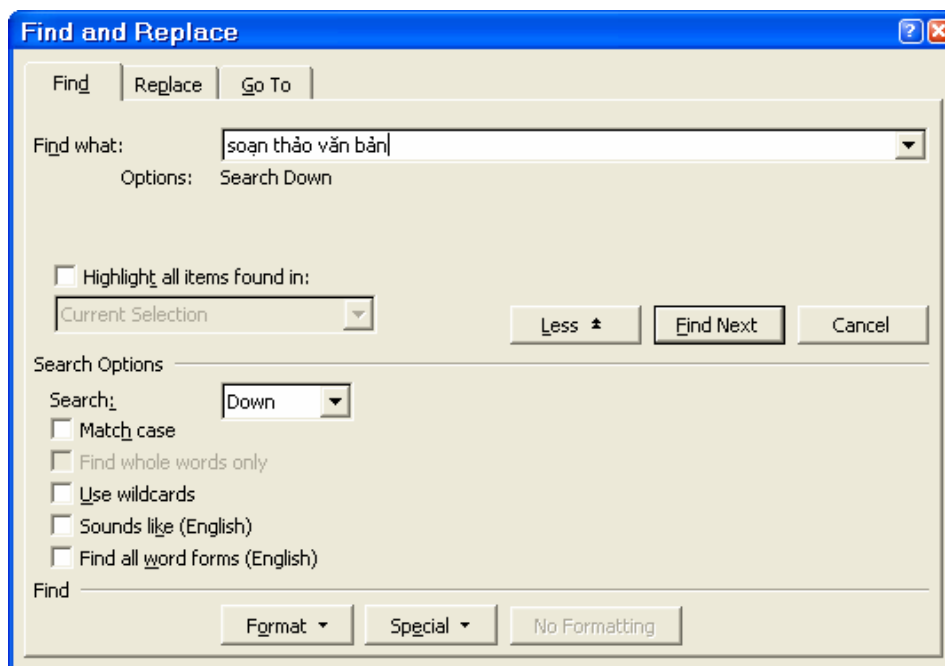 Find and Replace
Find Replace Go To
Find what: soạn thảo văn bản
Options: Search Down
Highlight all items found in:
Current Selection
Less Find Next Cancel
Search Options
Search: Down
Match case
Find whole words only
Use wildcards
Sounds like (English)
Find all word forms (English)
Find
Format Special No Formatting